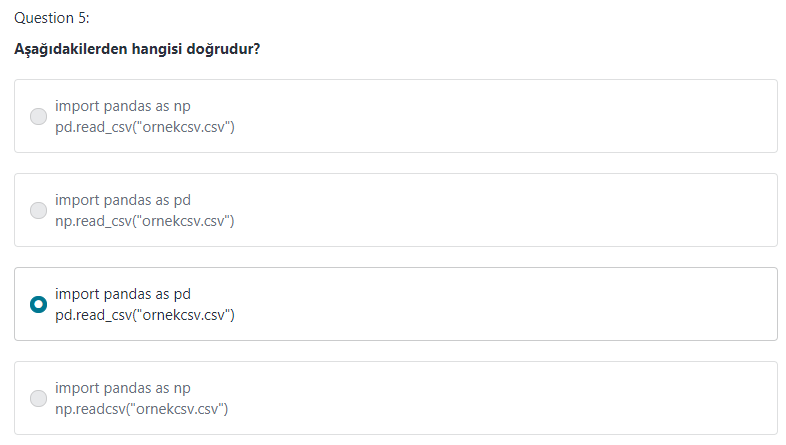 Question 5:
Aşağıdakilerden hangisi doğrudur?
import pandas as np
pd.read_csv("ornekcsv.csv")
import pandas as pd
np.read_csv("ornekcsv.csv")
import pandas as pd
pd.read_csv("ornekcsv.csv")
import pandas as np
np.readcsv("ornekcsv.csv")